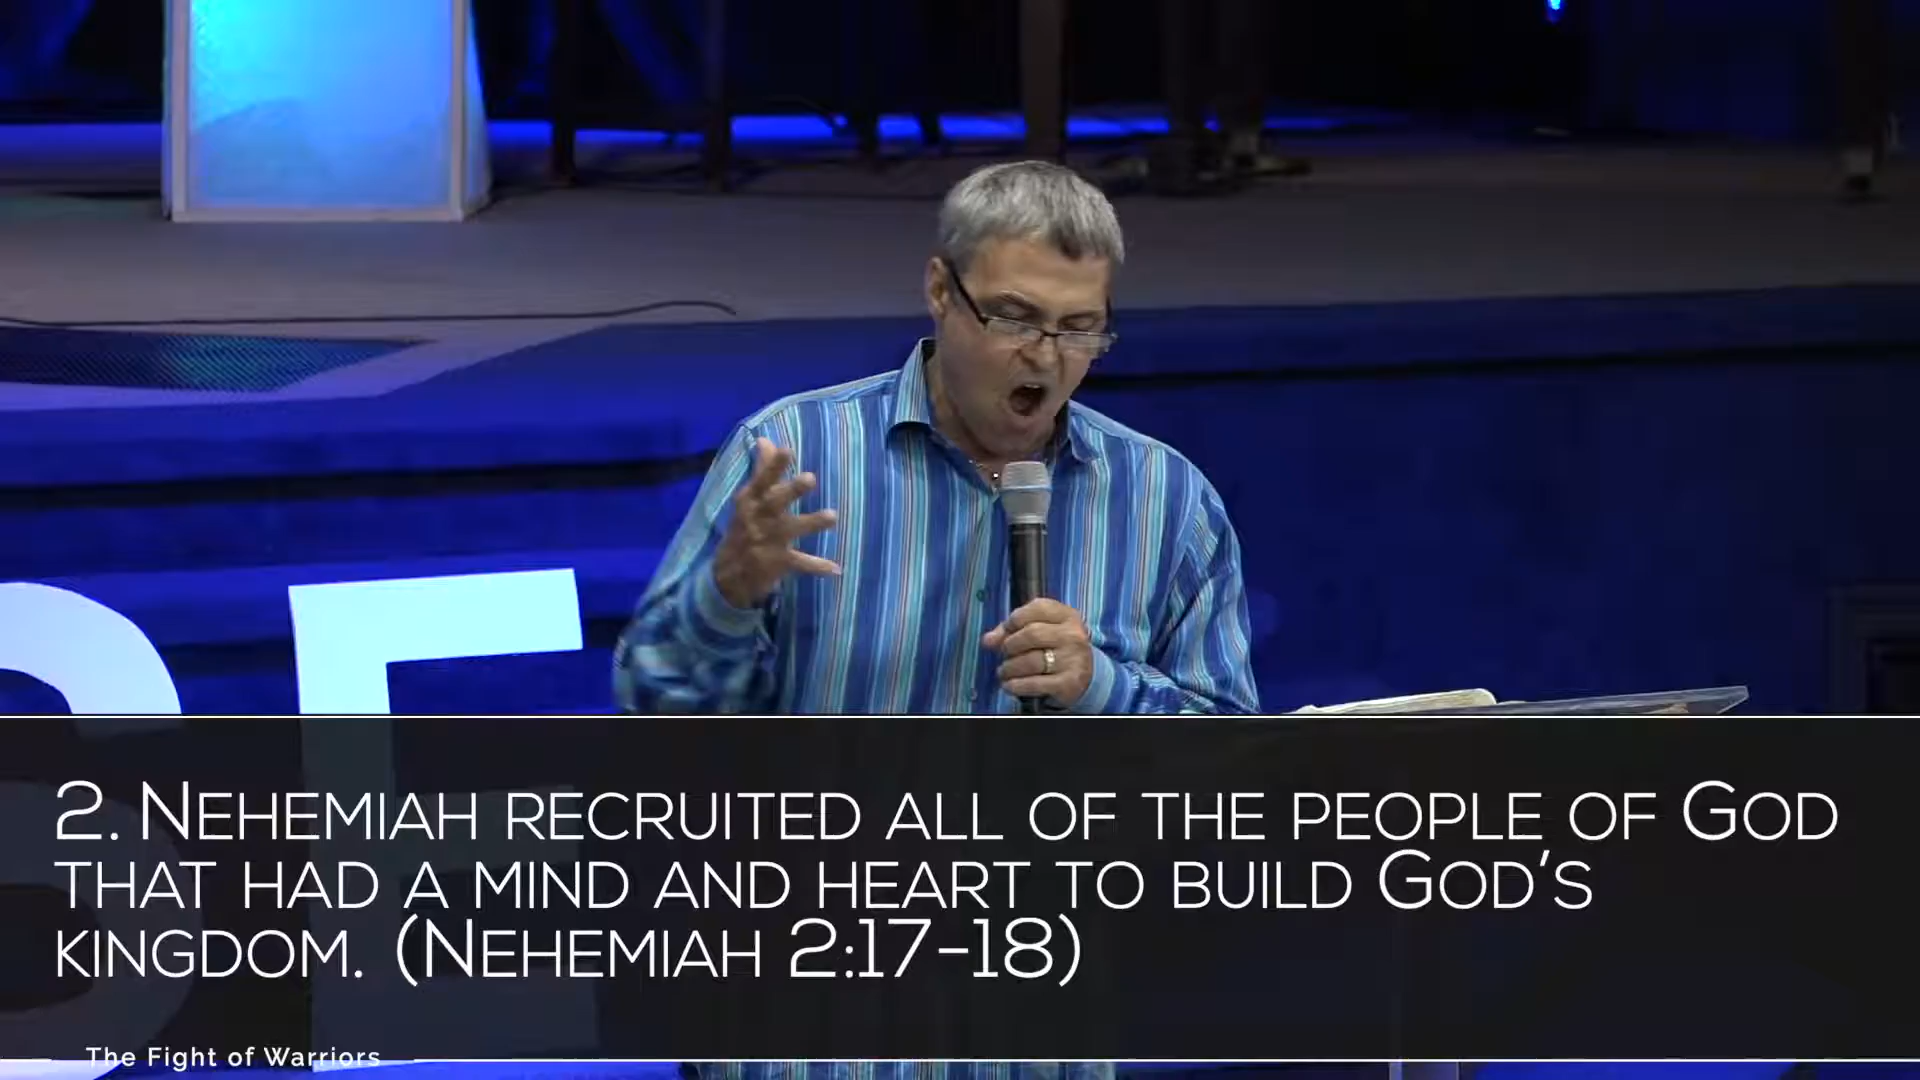 BE
2. Nehemiah recruited all of the people of God
that had a mind and heart to build God's
kingdom. (Nehemiah 2:17-18)
The Fight of Warriors